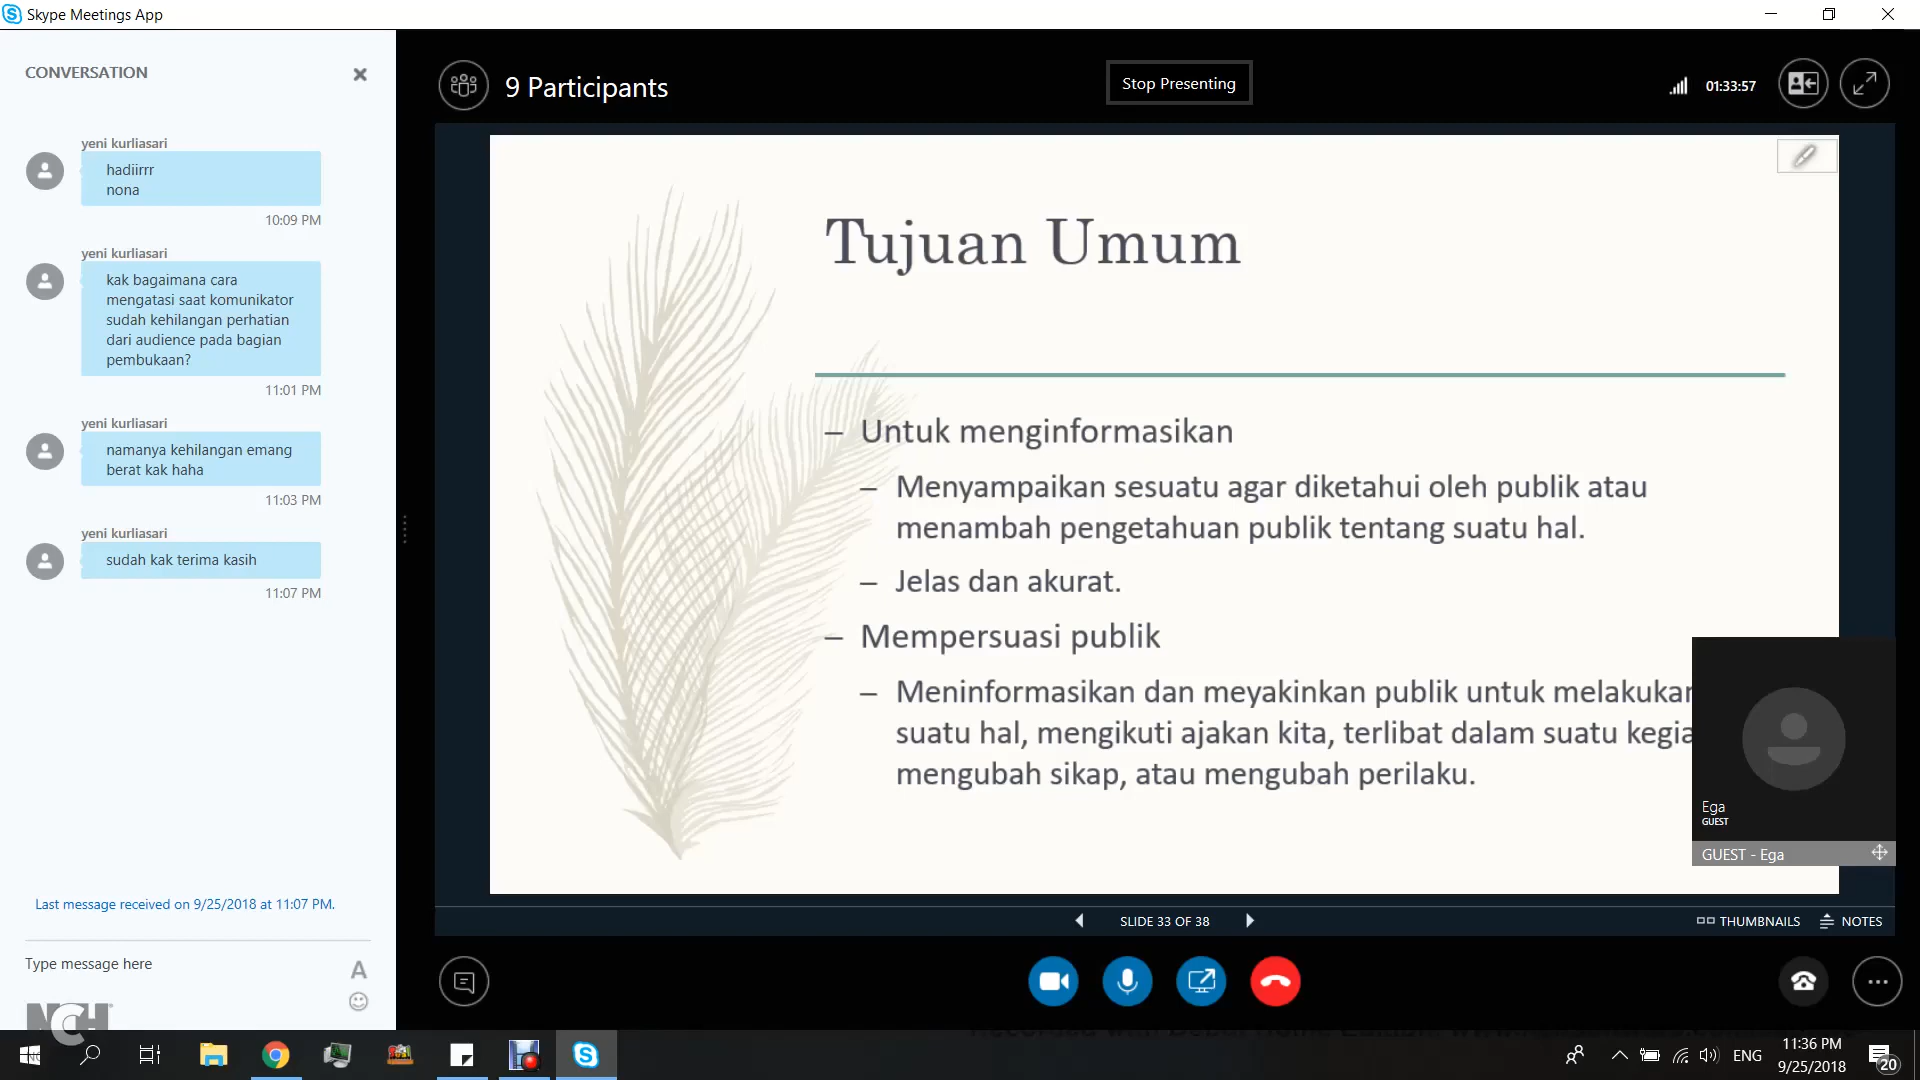 Skype Meetings App
CONVERSATION
yeni kurliasari
hadiirrr
nona
10:09 PM
yeni kurliasari
kak bagaimana cara
mengatasi saat komunikator
sudah kehilangan perhatian
dari audience pada bagian
pembukaan?
11:01 PM
yeni kurliasari
namanya kehilangan emang
berat kak haha
11:03 PM
yeni kurliasari
sudah kak terima kasih
11:07 PM
Last message received on 9/25/2018 at 11:07 PM.
Type message here
A
NCH
9 Participants
Stop Presenting
01:33:57
Tujuan Umum
– Untuk menginformasikan
– Menyampaikan sesuatu agar diketahui oleh publik atau
menambah pengetahuan publik tentang suatu hal.
– Jelas dan akurat.
– Mempersuasi publik
– Meninformasikan dan meyakinkan publik untuk melakukan
suatu hal, mengikuti ajakan kita, terlibat dalam suatu kegia
mengubah sikap, atau mengubah perilaku.
Ega
GUEST
GUEST - Ega
SLIDE 33 OF 38
THUMBNAILS
NOTES
ENG
11:36 PM
9/25/2018
20